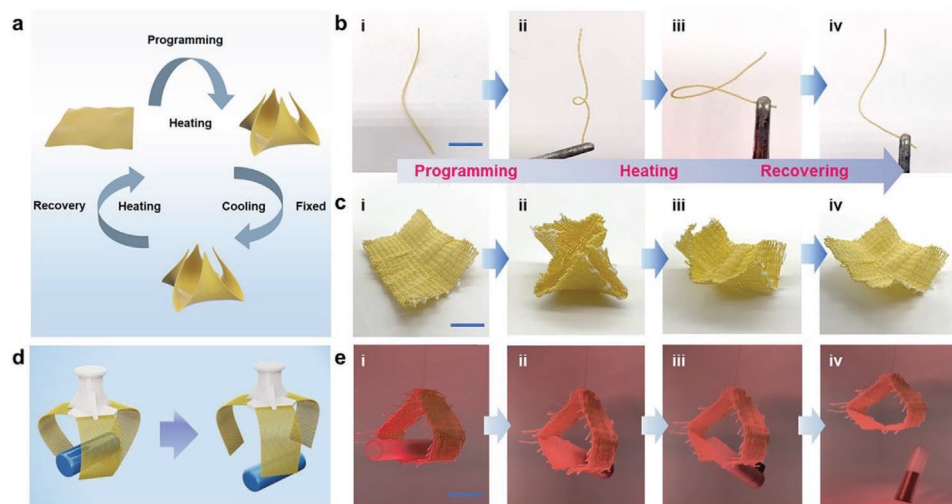 a
Programming
Heating
Recovery
Heating
Cooling
Fixed
b
i
ii
iii
iv
Programming
Heating
Recovering
c
i
ii
iii
iv
d
e
i
ii
iii
iv